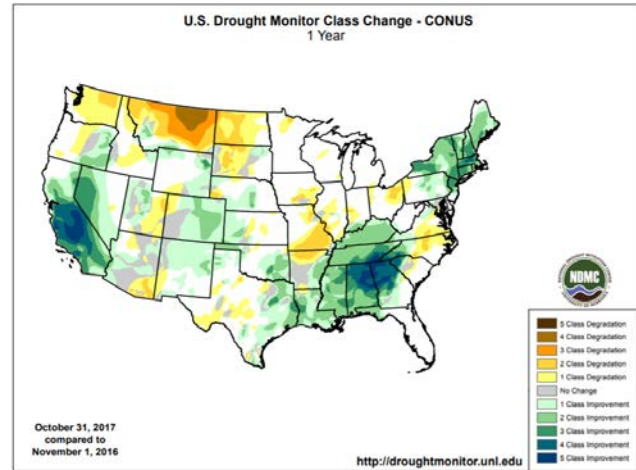 U.S. Drought Monitor Class Change - CONUS
1 Year
NDMC
5 Class Degradation
4 Class Degradation
3 Class Degradation
2 Class Degradation
1 Class Degradation
No Change
1 Class Improvement
2 Class Improvement
3 Class Improvement
4 Class Improvement
5 Class Improvement
October 31, 2017
compared to
November 1, 2016
http://droughtmonitor.unl.edu